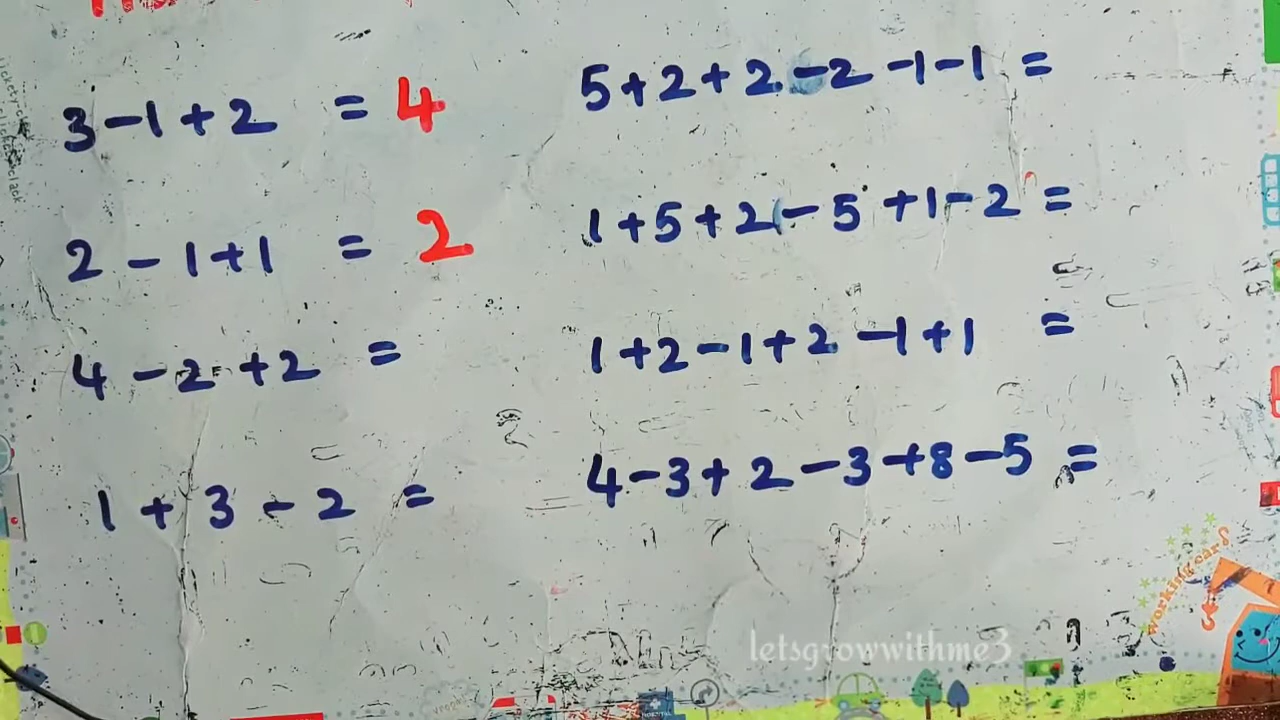 3-1+2 = 4
2 - 1+1 = 2
4 - 2 +2 =
1 + 3 - 2 =
5+2+2-2-1-1 =
1+5+2-5+1-2 =
1+2-1+2-1+1 =
4-3+2-3+8-5 =
working cars
letsgrowwithme3